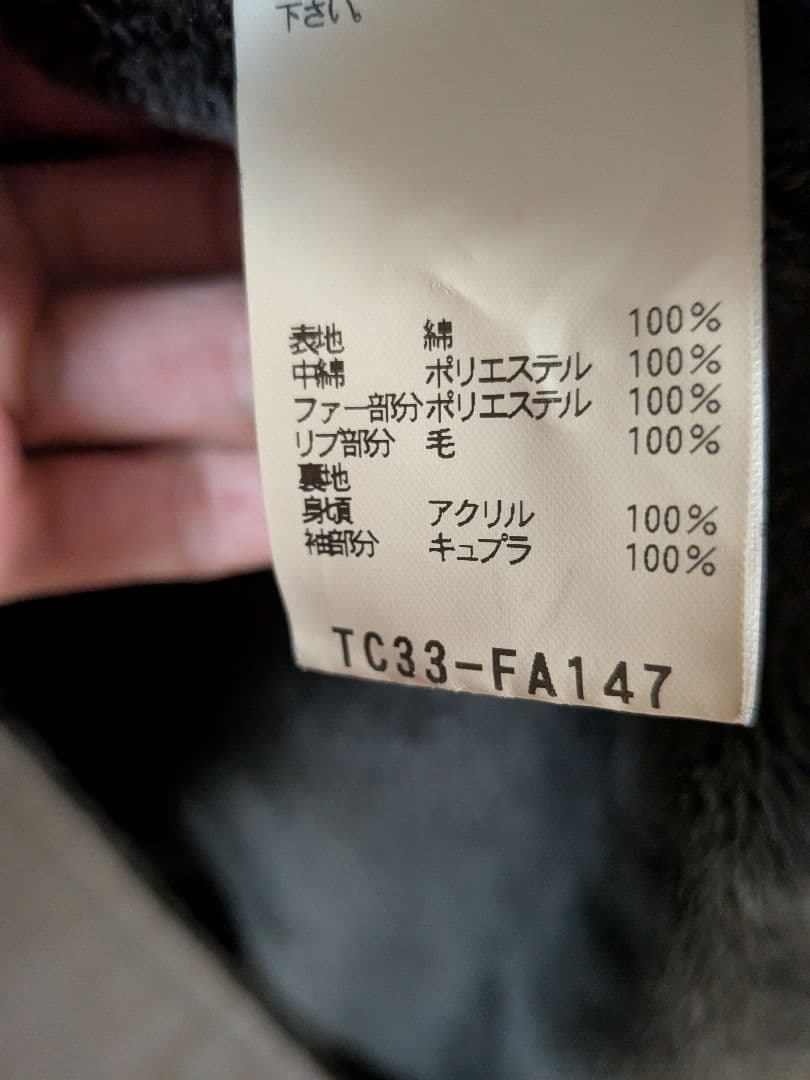 下さい。
表地 綿 100%
中綿 ポリエステル 100%
ファー部分 ポリエステル 100%
リブ部分 毛 100%
裏地
身頃 アクリル 100%
袖部分 キュプラ 100%
TC33-FA147